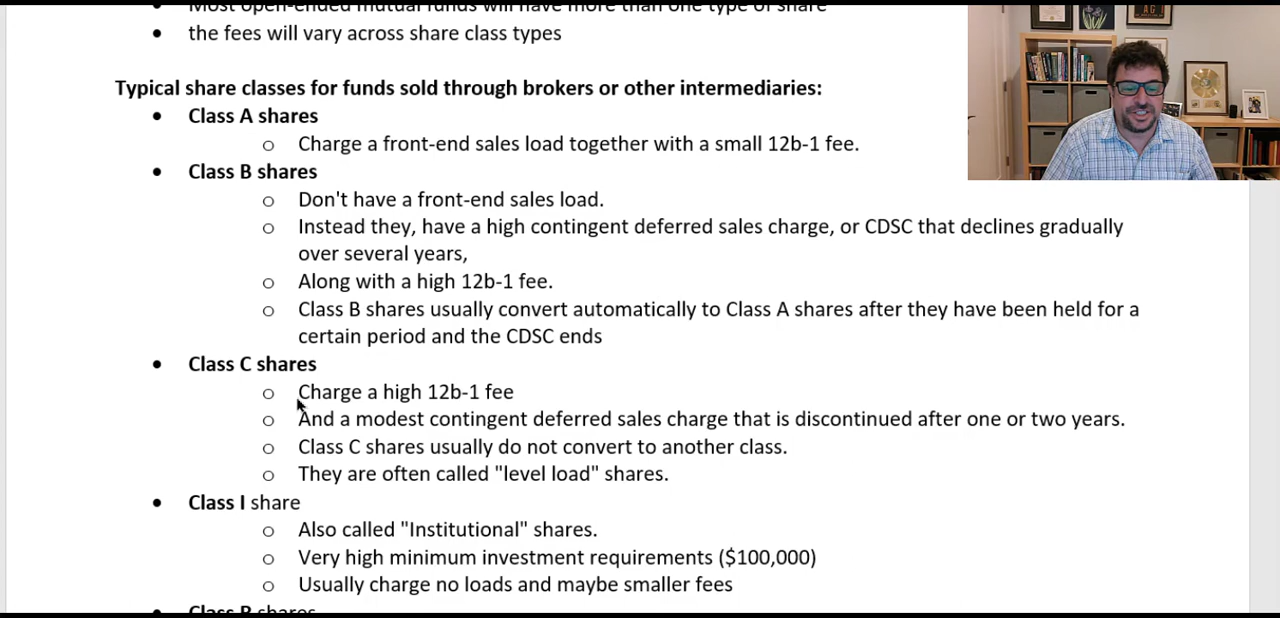 • Most open-ended mutual funds will have more than one type of share
• the fees will vary across share class types
Typical share classes for funds sold through brokers or other intermediaries:
• Class A shares
o Charge a front-end sales load together with a small 12b-1 fee.
• Class B shares
o Don't have a front-end sales load.
o Instead they, have a high contingent deferred sales charge, or CDSC that declines gradually
over several years,
o Along with a high 12b-1 fee.
o Class B shares usually convert automatically to Class A shares after they have been held for a
certain period and the CDSC ends
• Class C shares
o Charge a high 12b-1 fee
o And a modest contingent deferred sales charge that is discontinued after one or two years.
o Class C shares usually do not convert to another class.
o They are often called "level load" shares.
• Class I share
o Also called "Institutional" shares.
o Very high minimum investment requirements ($100,000)
o Usually charge no loads and maybe smaller fees
• Class R shares